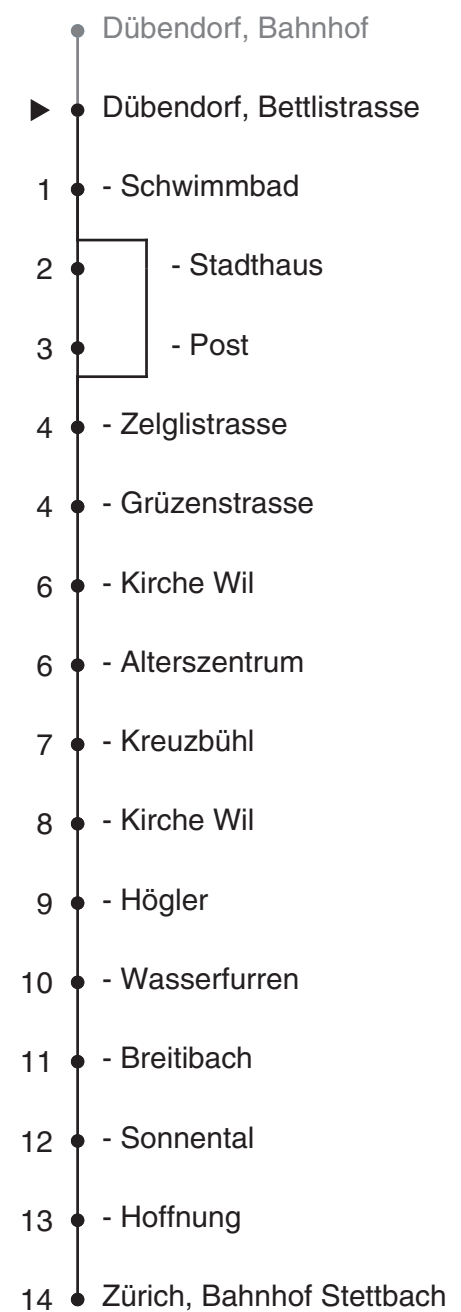 Dübendorf, Bahnhof
Dübendorf, Bettlistrasse
1 - Schwimmbad
2 - Stadthaus
3 - Post
4 - Zelglistrasse
4 - Grüzenstrasse
6 - Kirche Wil
6 - Alterszentrum
7 - Kreuzbühl
8 - Kirche Wil
9 - Högler
10 - Wasserfurren
11 - Breitibach
12 - Sonnental
13 - Hoffnung
14 Zürich, Bahnhof Stettbach